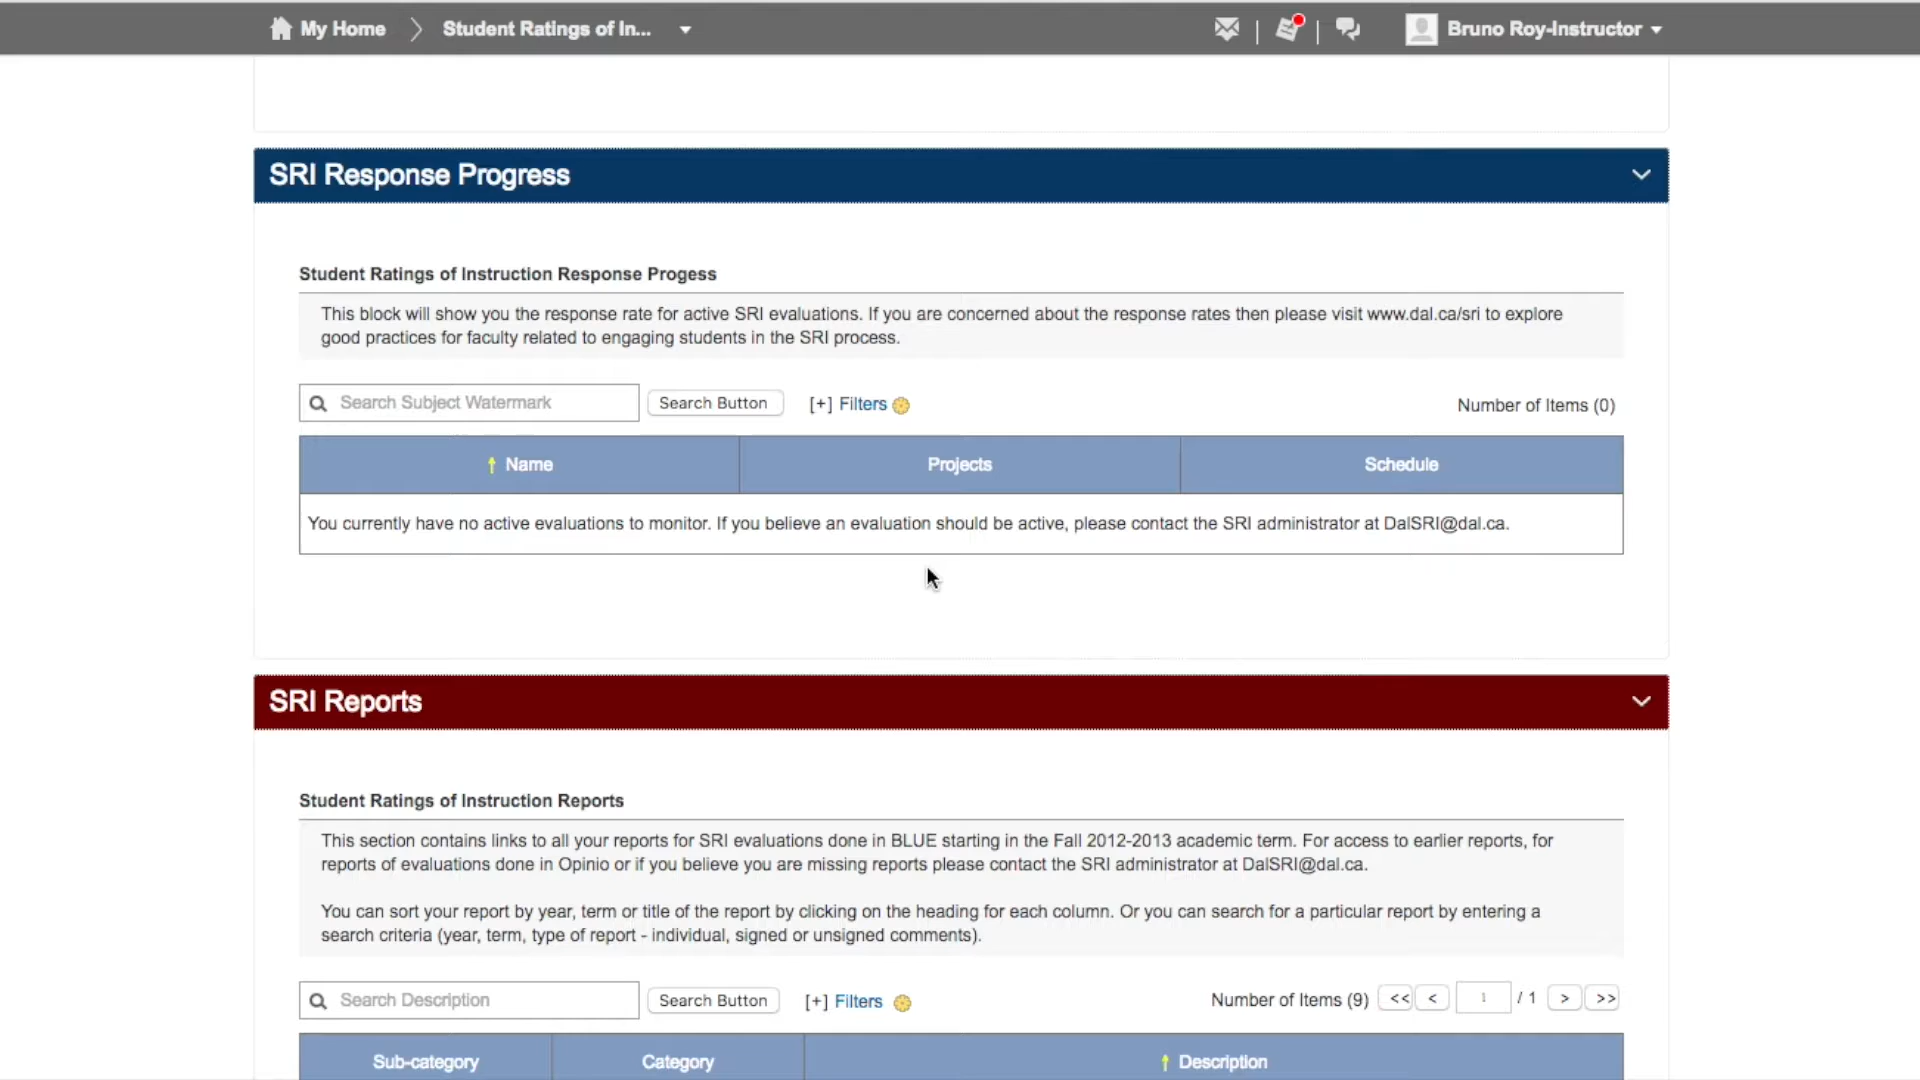 My Home
Student Ratings of In...
Bruno Roy-Instructor
SRI Response Progress
Student Ratings of Instruction Response Progess
This block will show you the response rate for active SRI evaluations. If you are concerned about the response rates then please visit www.dal.ca/sri to explore
good practices for faculty related to engaging students in the SRI process.
Search Subject Watermark
Search Button
[+] Filters
Number of Items (0)
Name
Projects
Schedule
You currently have no active evaluations to monitor. If you believe an evaluation should be active, please contact the SRI administrator at DalSRI@dal.ca.
SRI Reports
Student Ratings of Instruction Reports
This section contains links to all your reports for SRI evaluations done in BLUE starting in the Fall 2012-2013 academic term. For access to earlier reports, for
reports of evaluations done in Opinio or if you believe you are missing reports please contact the SRI administrator at DalSRI@dal.ca.
You can sort your report by year, term or title of the report by clicking on the heading for each column. Or you can search for a particular report by entering a
search criteria (year, term, type of report - individual, signed or unsigned comments).
Search Description
Search Button
[+] Filters
Number of Items (9)
<< < 1 / 1 > >>
Sub-category
Category
Description